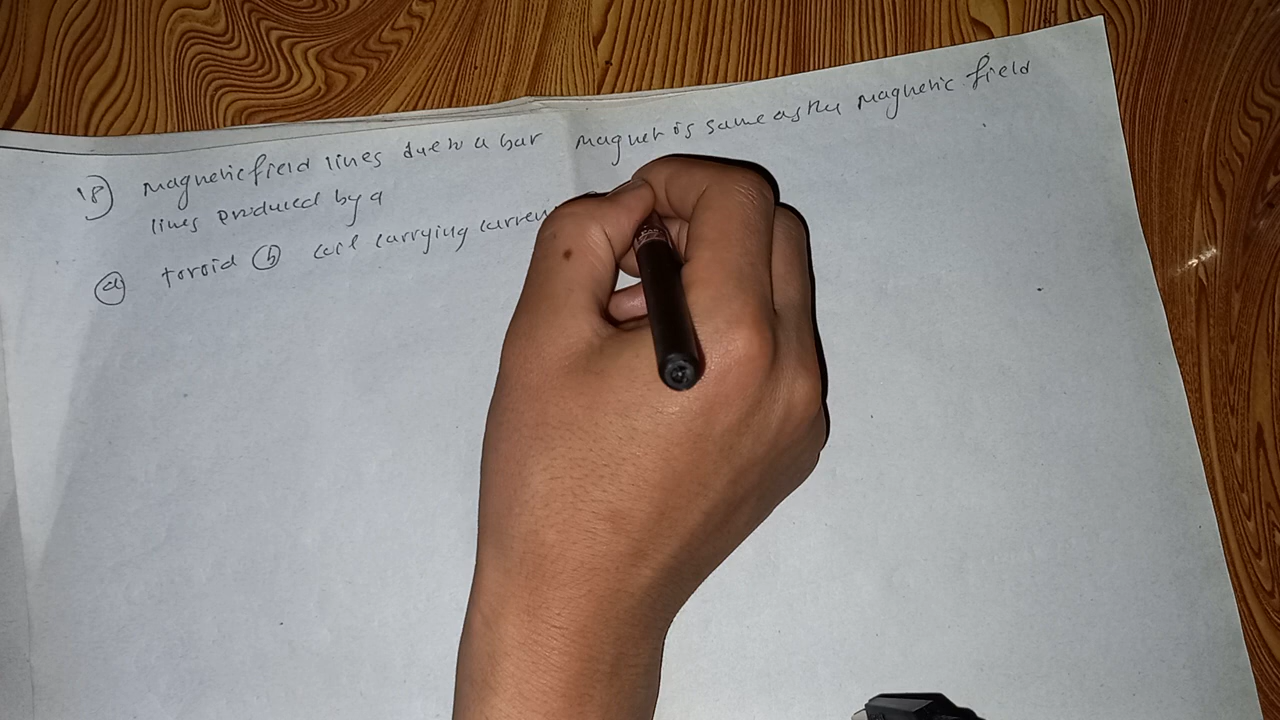 18) Magnetic field lines due to a bar magnet is same as the magnetic field
lines produced by a
(a) toroid (b) coil carrying curren